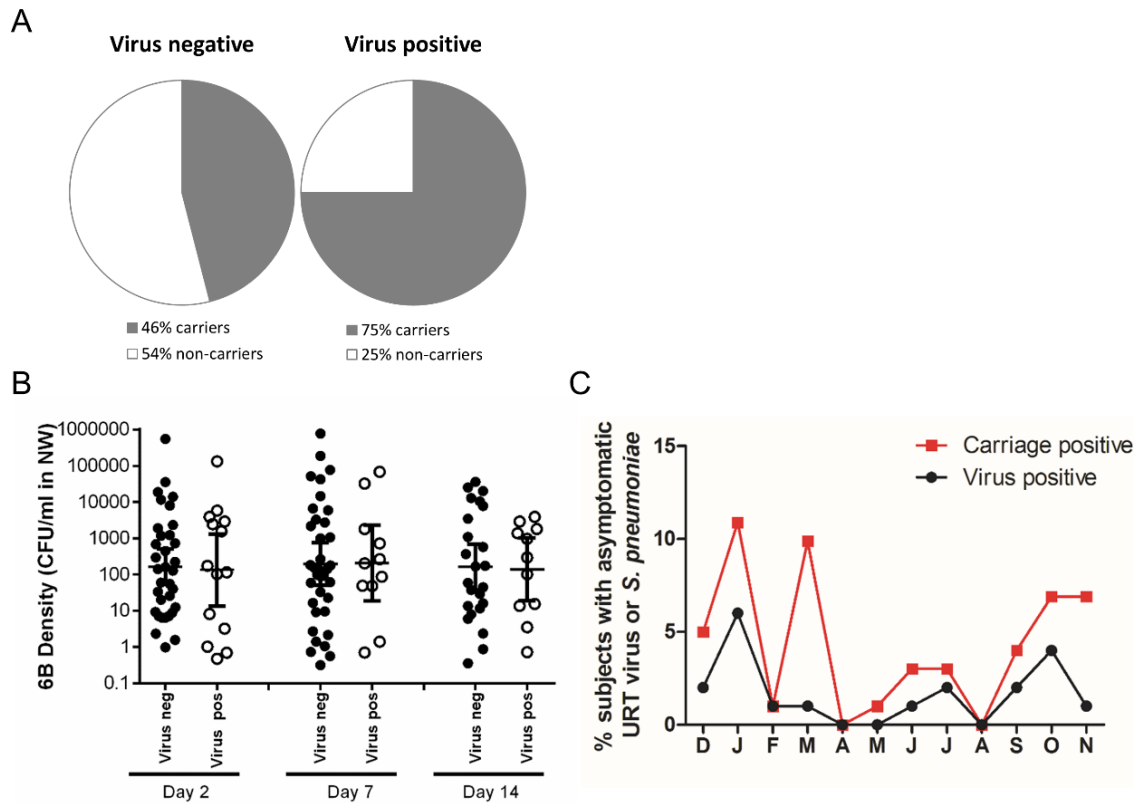 A
Virus negative
Virus positive
46% carriers
54% non-carriers
75% carriers
25% non-carriers
B
6B Density (CFU/ml in NW)
1000000
100000
10000
1000
100
10
1
0.1
Virus neg
Virus pos
Virus neg
Virus pos
Virus neg
Virus pos
Day 2
Day 7
Day 14
C
% subjects with asymptomatic
URT virus or S. pneumoniae
15
10
5
0
Carriage positive
Virus positive
D J F M A M J J A S O N